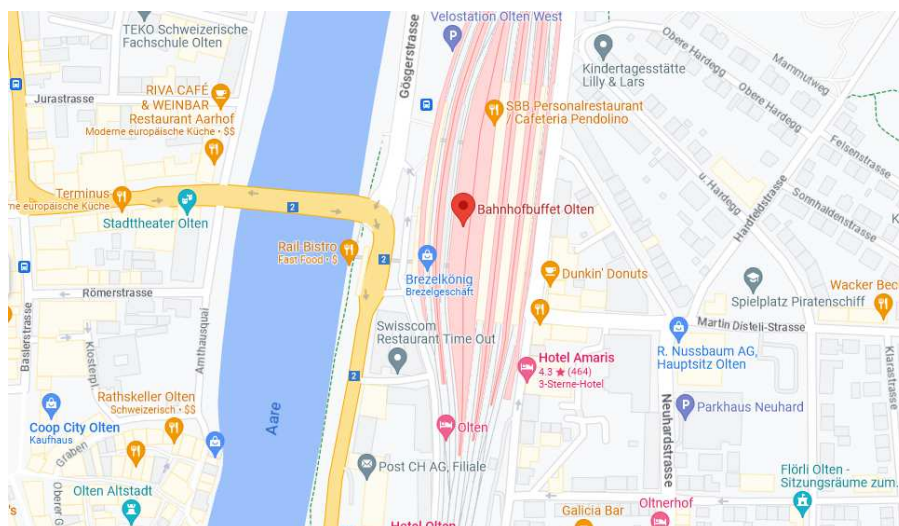 TEKO Schweizerische
Fachschule Olten
Velostation Olten West
Gösgerstrasse
Kindertagesstätte
Lilly & Lars
Obere Hardegg
Mammutweg
Obere Hardegg
Jurastrasse
RIVA CAFÉ
& WEINBAR
Restaurant Aarhof
Moderne europäische Küche • $$
SBB Personalrestaurant
/ Cafeteria Pendolino
Felsenstrasse
Terminus
rne europäische Küche • $$
Stadttheater Olten
2
Bahnhofbuffet Olten
u. Hardegg
Hardfeldstrasse
Sonnhaldenstrasse
K
Rail Bistro
Fast Food • $
2
Brezelkönig
Brezelgeschäft
Dunkin' Donuts
Spielplatz Piratenschiff
Wacker Bec
Römerstrasse
Baslerstrasse
Klosterpl.
Amthausquai
Swisscom
Restaurant Time Out
Martin Disteli-Strasse
R. Nussbaum AG,
Hauptsitz Olten
Hotel Amaris
4.3 ★ (464)
3-Sterne-Hotel
2
Aare
Rathskeller Olten
Schweizerisch • $$
Coop City Olten
Kaufhaus
Graben
Oberer G
Olten Altstadt
's
Olten
Post CH AG, Filiale
Neuhardstrasse
Parkhaus Neuhard
Klarastrasse
Flörli Olten -
Sitzungsräume zum.
Oltnerhof
Galicia Bar
Hotel Olten